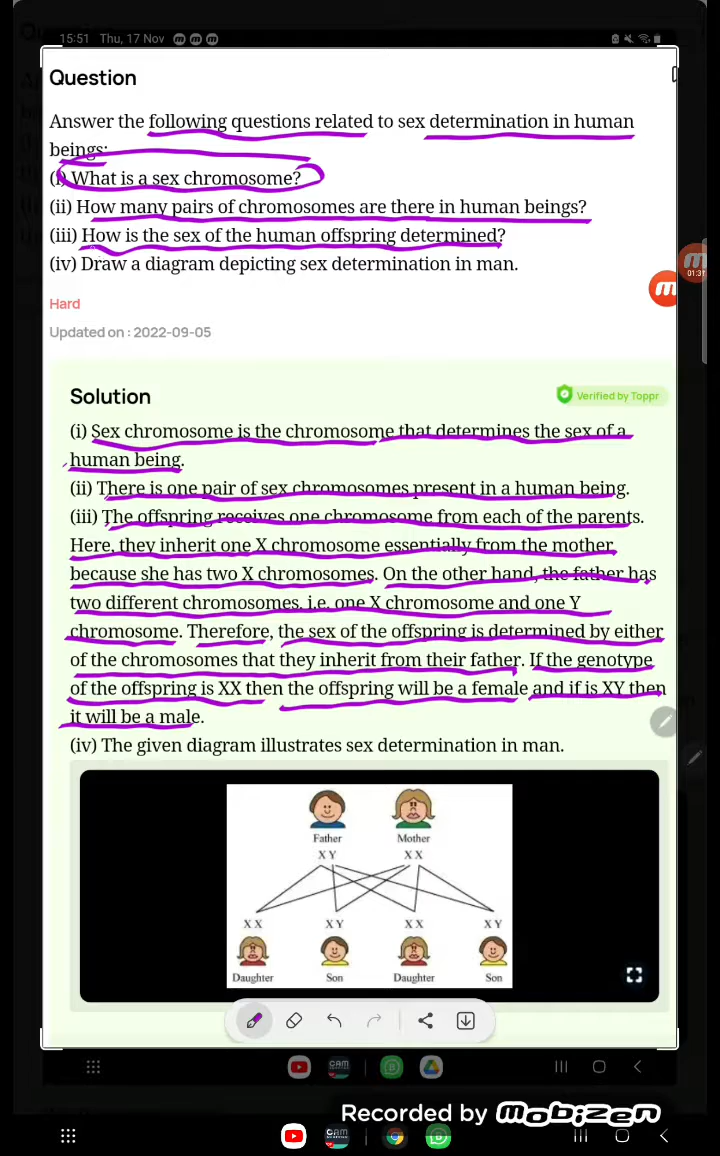 15:51 Thu, 17 Nov
Question
Answer the following questions related to sex determination in human
beings:
(i) What is a sex chromosome?
(ii) How many pairs of chromosomes are there in human beings?
(iii) How is the sex of the human offspring determined?
(iv) Draw a diagram depicting sex determination in man.
01:31
Hard
Updated on : 2022-09-05
Solution
Verified by Toppr
(i) Sex chromosome is the chromosome that determines the sex of a
human being.
(ii) There is one pair of sex chromosomes present in a human being.
(iii) The offspring receives one chromosome from each of the parents.
Here, they inherit one X chromosome essentially from the mother
because she has two X chromosomes. On the other hand, the father has
two different chromosomes, i.e. one X chromosome and one Y
chromosome. Therefore, the sex of the offspring is determined by either
of the chromosomes that they inherit from their father. If the genotype
of the offspring is XX then the offspring will be a female and if is XY then
it will be a male.
(iv) The given diagram illustrates sex determination in man.
Father Mother
X Y X X
X X X Y X X X Y
Daughter Son Daughter Son
CAM
Recorded by mobizen
CAM